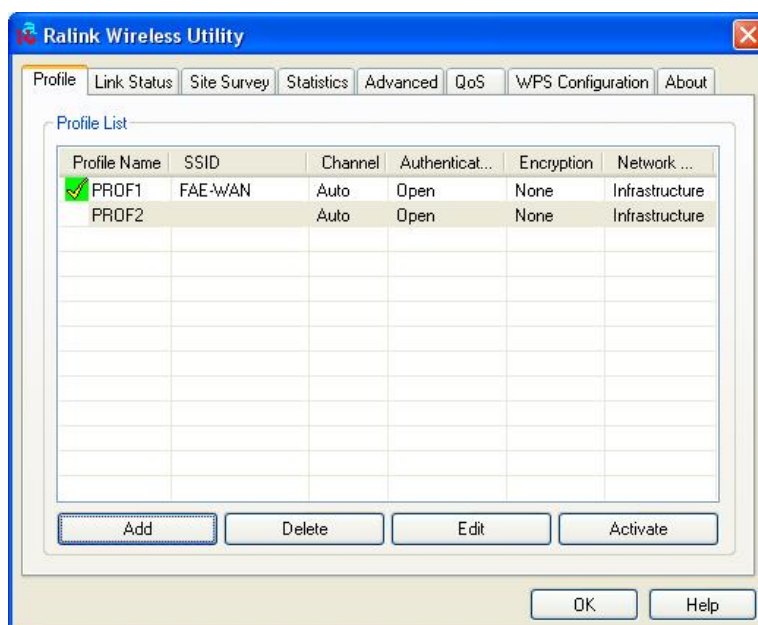 Ralink Wireless Utility
Profile Link Status Site Survey Statistics Advanced QoS WPS Configuration About
Profile List
Profile Name SSID Channel Authenticat... Encryption Network ...
PROF1 FAE-WAN Auto Open None Infrastructure
PROF2 Auto Open None Infrastructure
Add Delete Edit Activate
OK Help